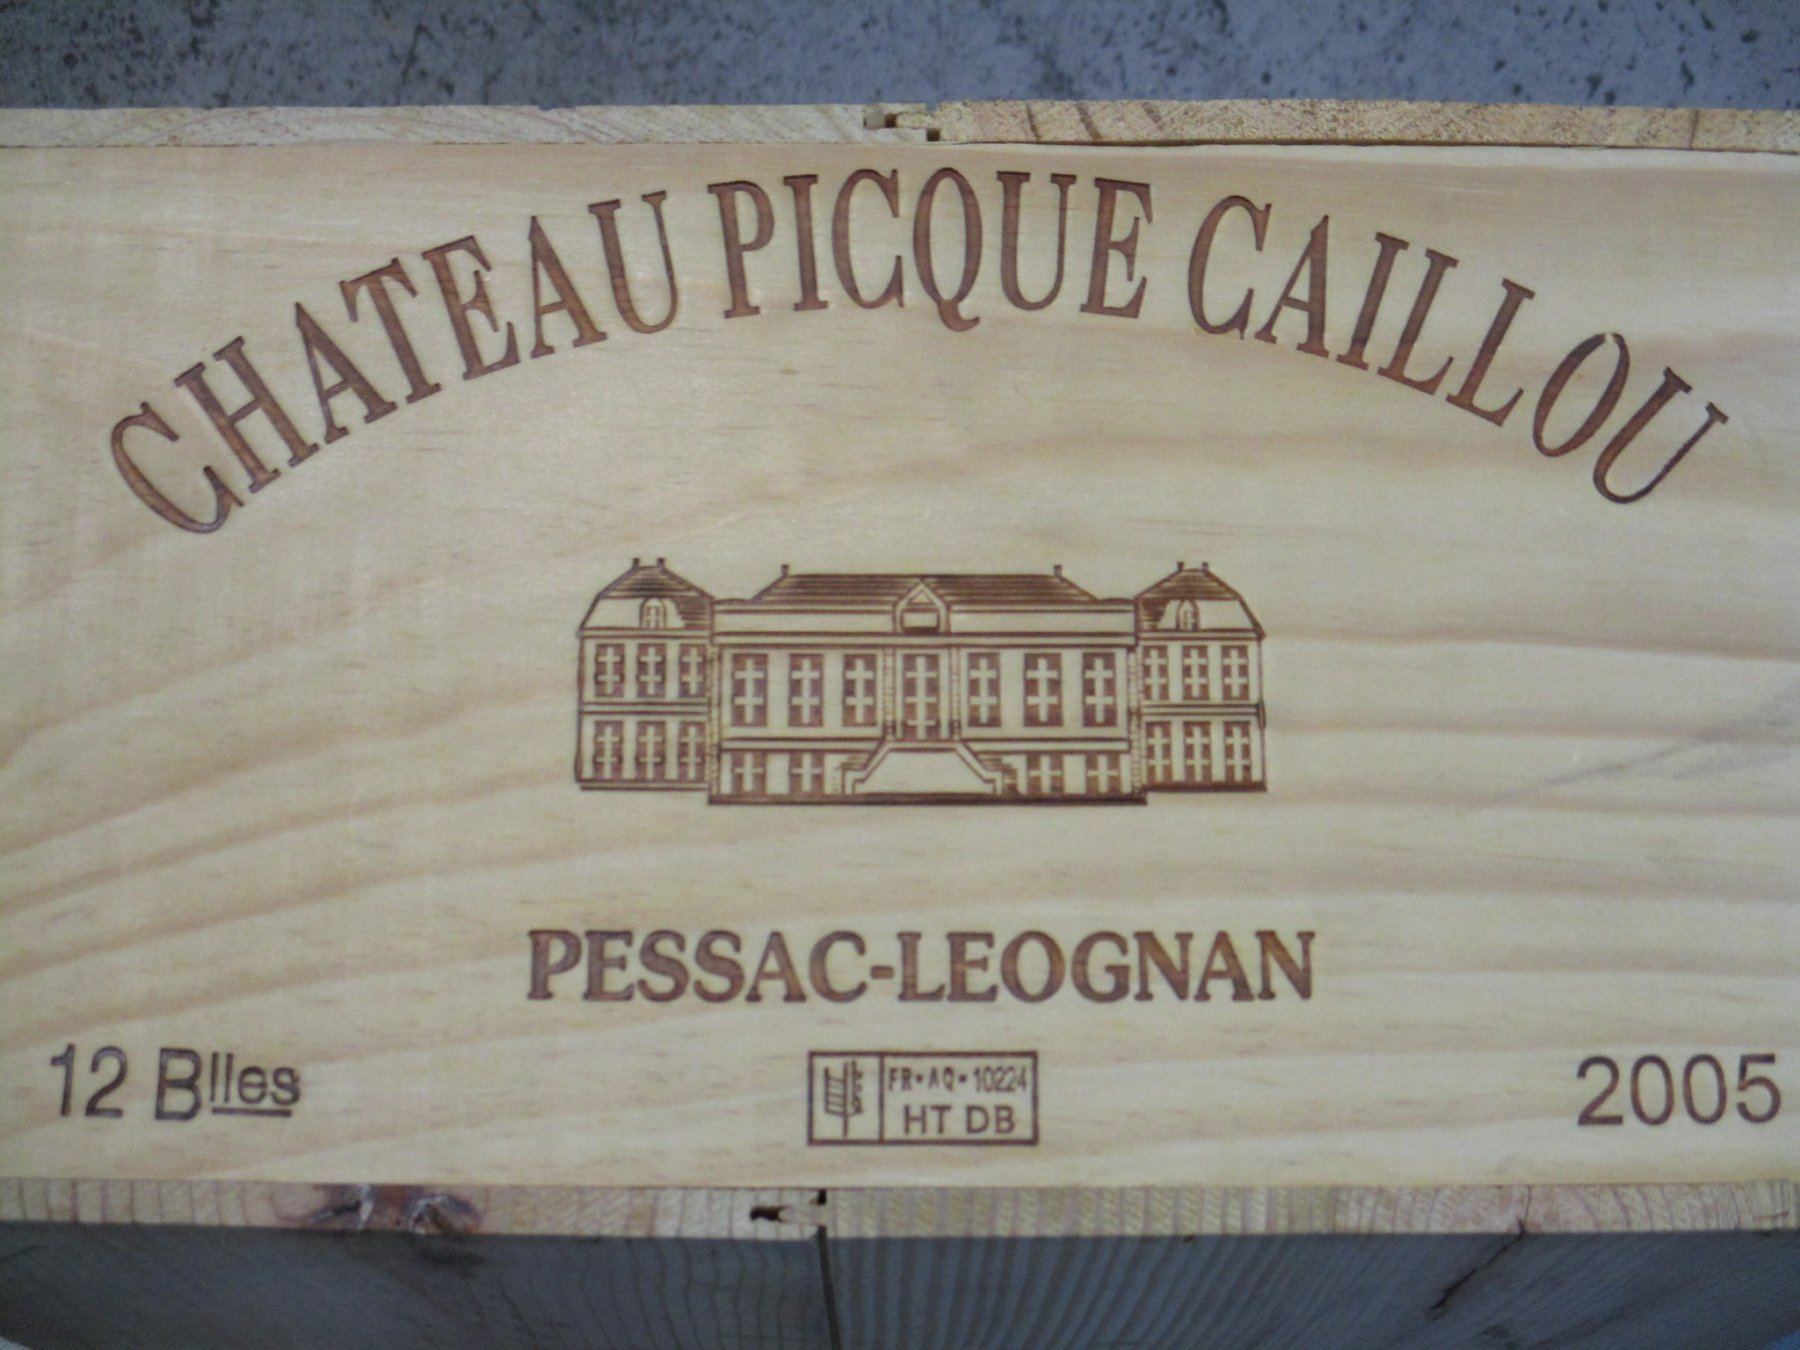 CHATEAU PICQUE CAILLOU
PESSAC-LEOGNAN
12 Blles
FR-AQ-10224
HT DB
2005